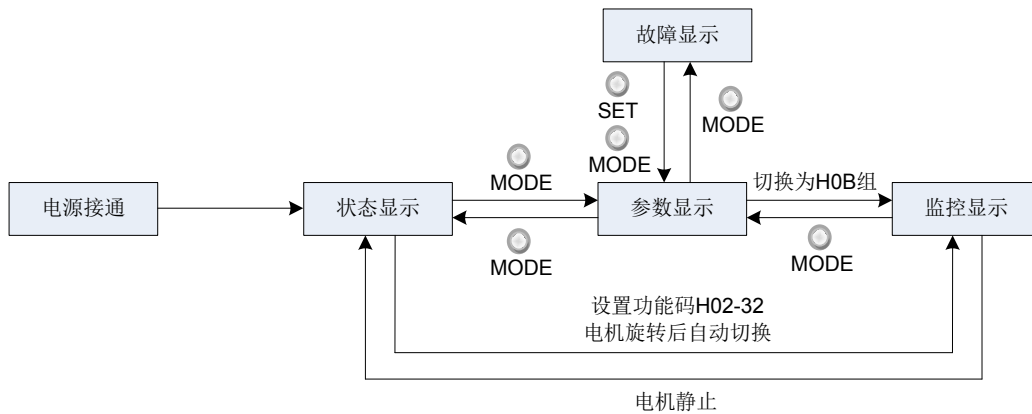 故障显示
SET
MODE
MODE
MODE
切换为H0B组
电源接通
状态显示
参数显示
监控显示
MODE
MODE
设置功能码H02-32
电机旋转后自动切换
电机静止